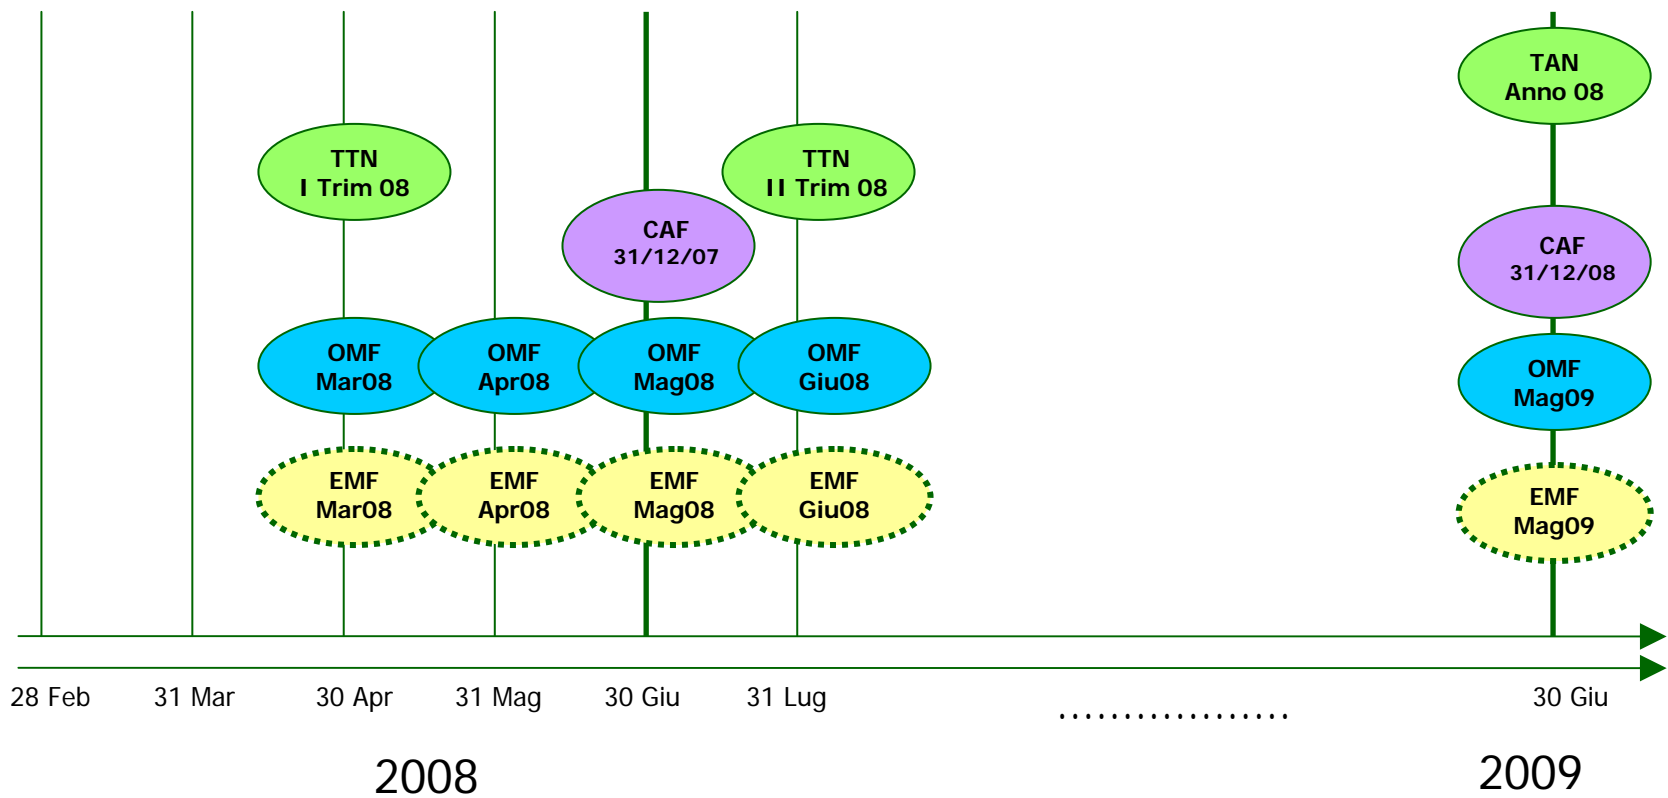 TAN
Anno 08
TTN
I Trim 08
TTN
II Trim 08
CAF
31/12/07
CAF
31/12/08
OMF
Mar08
OMF
Apr08
OMF
Mag08
OMF
Giu08
OMF
Mag09
EMF
Mar08
EMF
Apr08
EMF
Mag08
EMF
Giu08
EMF
Mag09
28 Feb
31 Mar
30 Apr
31 Mag
30 Giu
31 Lug
..................
30 Giu
2008
2009